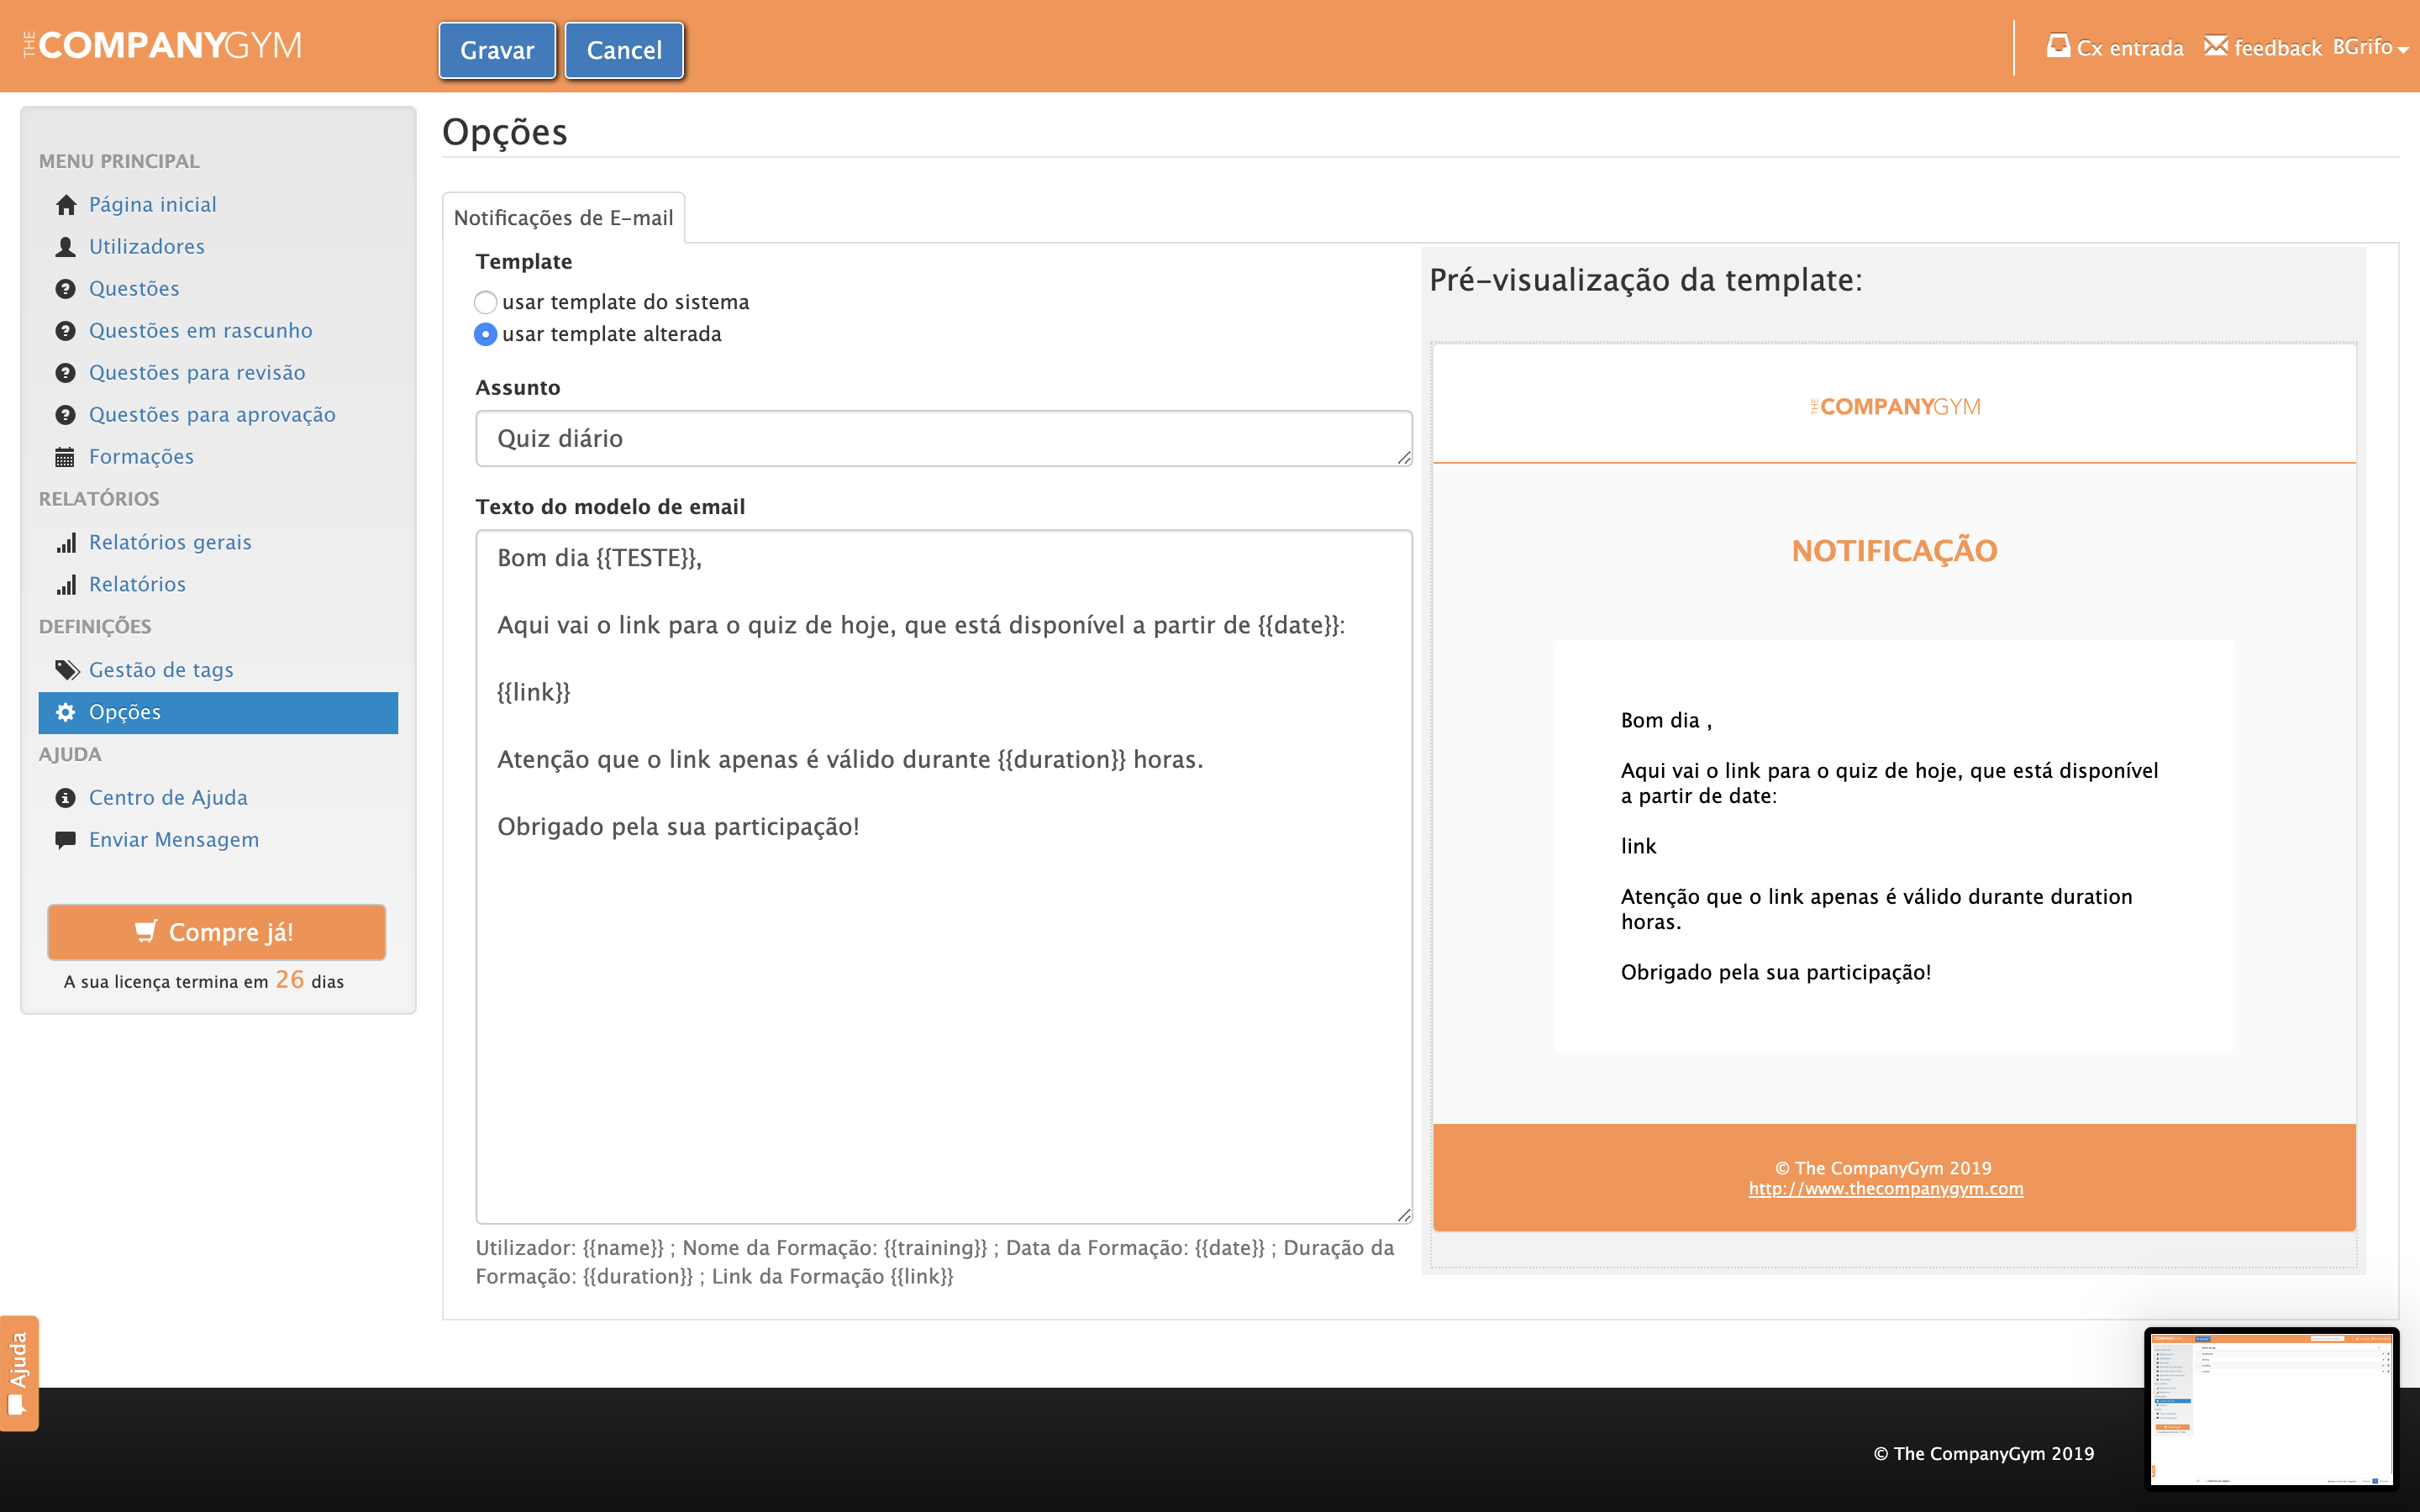 THE COMPANYGYM
Gravar
Cancel
Cx entrada
feedback
BGrifo
MENU PRINCIPAL
Página inicial
Utilizadores
Questões
Questões em rascunho
Questões para revisão
Questões para aprovação
Formações
RELATÓRIOS
Relatórios gerais
Relatórios
DEFINIÇÕES
Gestão de tags
Opções
AJUDA
Centro de Ajuda
Enviar Mensagem
Compre já!
A sua licença termina em 26 dias
Ajuda
Opções
Notificações de E-mail
Template
usar template do sistema
usar template alterada
Assunto
Quiz diário
Texto do modelo de email
Bom dia {{TESTE}},
Aqui vai o link para o quiz de hoje, que está disponível a partir de {{date}}:
{{link}}
Atenção que o link apenas é válido durante {{duration}} horas.
Obrigado pela sua participação!
Utilizador: {{name}} ; Nome da Formação: {{training}} ; Data da Formação: {{date}} ; Duração da
Formação: {{duration}} ; Link da Formação {{link}}
Pré-visualização da template:
THE COMPANYGYM
NOTIFICAÇÃO
Bom dia ,
Aqui vai o link para o quiz de hoje, que está disponível
a partir de date:
link
Atenção que o link apenas é válido durante duration
horas.
Obrigado pela sua participação!
© The CompanyGym 2019
http://www.thecompanygym.com
© The CompanyGym 2019